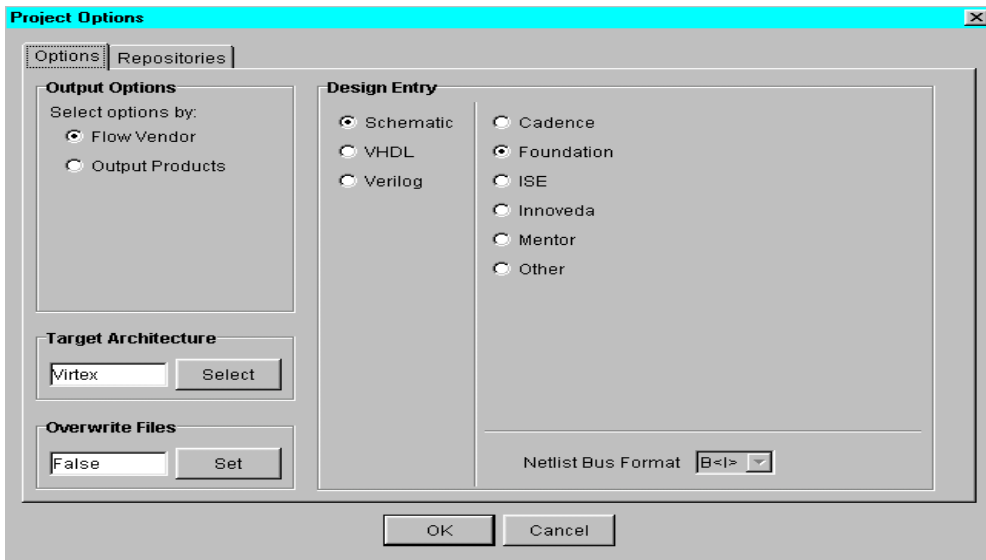 Project Options
Options Repositories
Output Options
Select options by:
Flow Vendor
Output Products
Design Entry
Schematic
VHDL
Verilog
Cadence
Foundation
ISE
Innoveda
Mentor
Other
Target Architecture
Virtex Select
Overwrite Files
False Set
Netlist Bus Format B<I>
OK Cancel